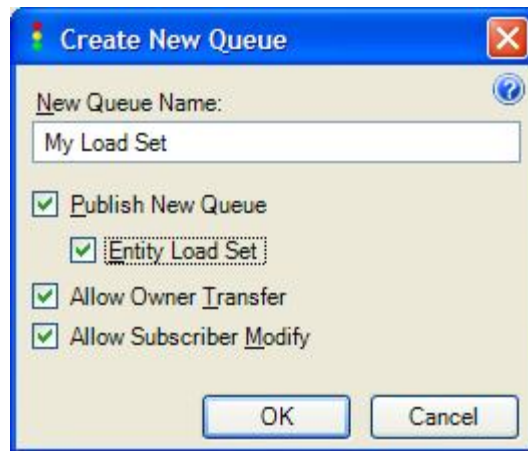 Create New Queue
New Queue Name:
My Load Set
Publish New Queue
Entity Load Set
Allow Owner Transfer
Allow Subscriber Modify
OK Cancel